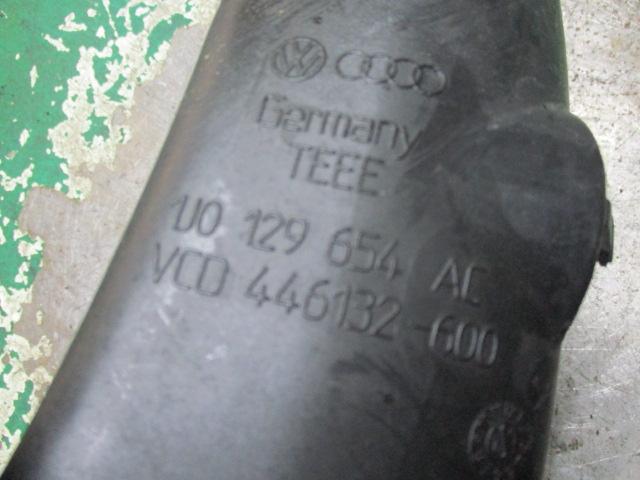 Germany
TEEE
1J0 129 654 AC
VCD 446132-600